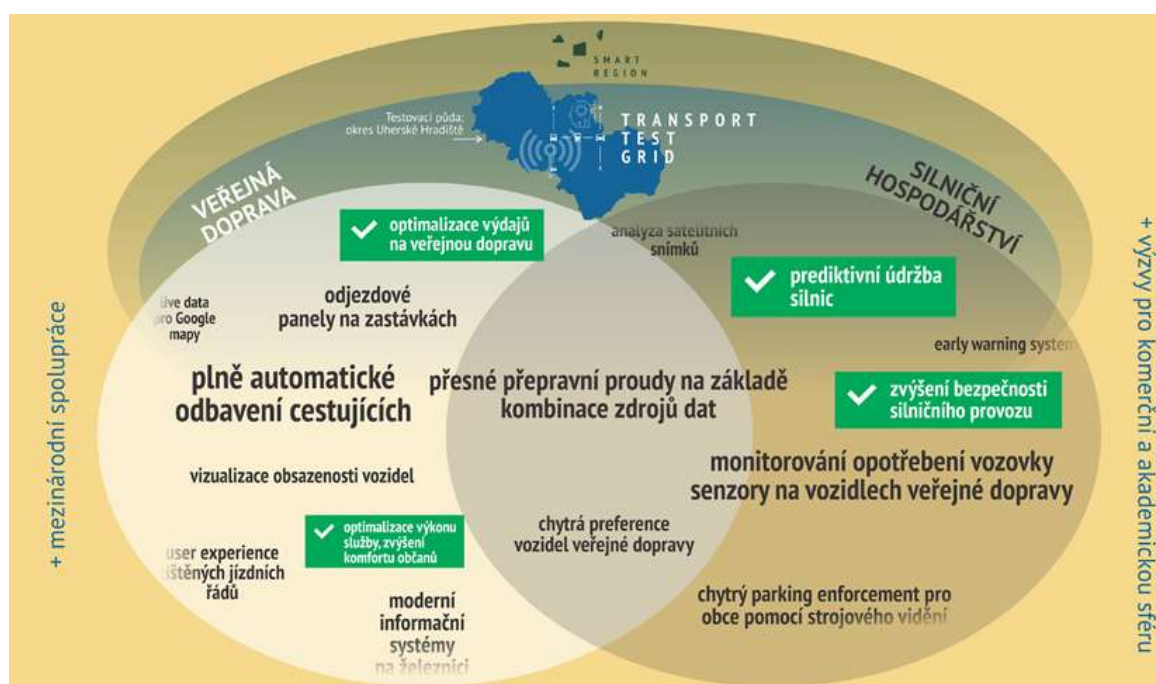 SMART
REGION
Testovací půda:
okres Uherské Hradiště
TRANSPORT
TEST
GRID
VEŘEJNÁ
DOPRAVA
SILNIČNÍ
HOSPODÁŘSTVÍ
optimalizace výdajů
na veřejnou dopravu
analýza satelitních
snímků
prediktivní údržba
silnic
live data
pro Google
mapy
odjezdové
panely na zastávkách
early warning system
plně automatické
odbavení cestujících
přesné přepravní proudy na základě
kombinace zdrojů dat
zvýšení bezpečnosti
silničního provozu
vizualizace obsazenosti vozidel
monitorování opotřebení vozovky
senzory na vozidlech veřejné dopravy
optimalizace výkonu
služby, zvýšení
komfortu občanů
chytrá preference
vozidel veřejné dopravy
user experience
tištěných jízdních
řádů
moderní
informační
systémy
na železnici
chytrý parking enforcement pro
obce pomocí strojového vidění
+ mezinárodní spolupráce
+ výzvy pro komerční a akademickou sféru